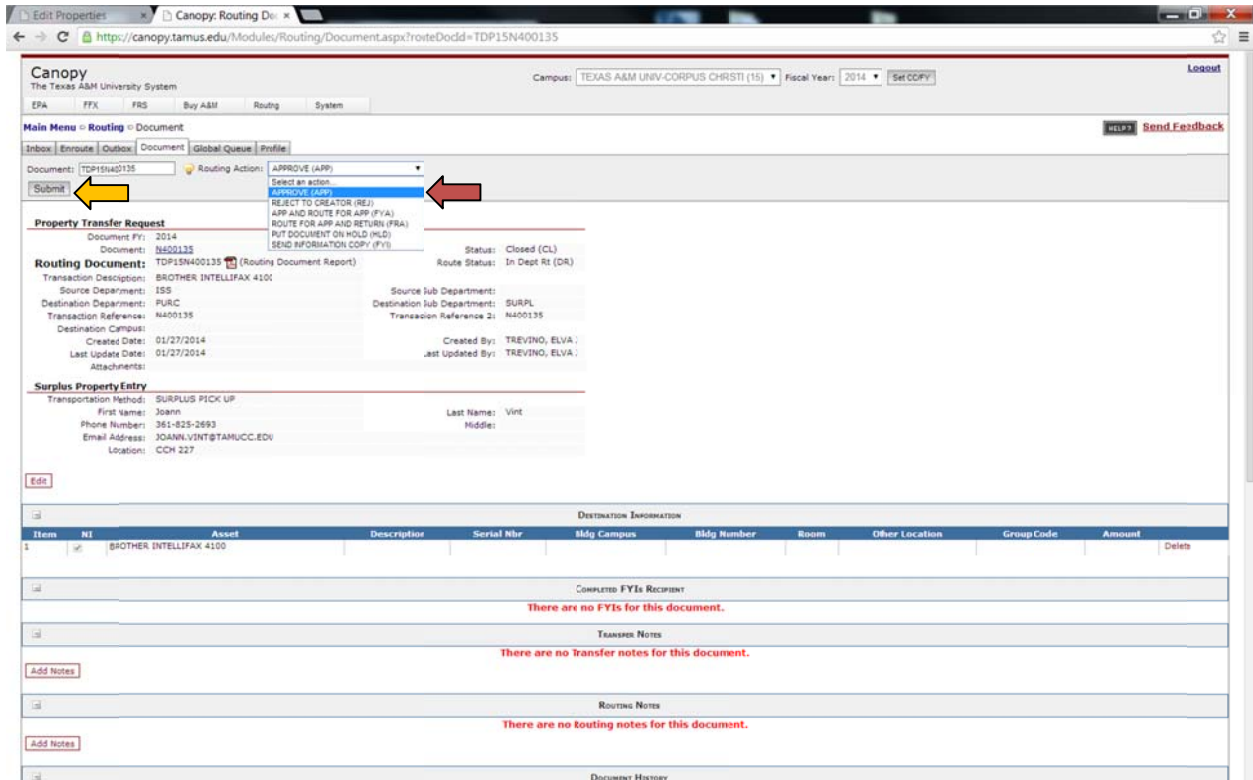 Edit Properties × Canopy: Routing Doc ×
https://canopy.tamus.edu/Modules/Routing/Document.aspx?routeDocId=TDP15N400135
Canopy
The Texas A&M University System
Campus: TEXAS A&M UNIV-CORPUS CHRSTI (15) Fiscal Year: 2014 Set CC/FY
Logout
EPA FFX FRS Buy A&M Routng System
Main Menu Routing Document
HELP? Send Feedback
Inbox Enroute Outbox Document Global Queue Profile
Document: TDP15N400135 Routing Action: APPROVE (APP)
Submit
Select an action...
APPROVE (APP)
REJECT TO CREATOR (REJ)
APP AND ROUTE FOR APP (FYA)
ROUTE FOR APP AND RETURN (FRA)
PUT DOCUMENT ON HOLD (HLD)
SEND INFORMATION COPY (FYI)
Property Transfer Request
Document FY: 2014
Document: N400135 Status: Closed (CL)
Routing Document: TDP15N400135 (Routing Document Report) Route Status: In Dept Rt (DR)
Transaction Description: BROTHER INTELLIFAX 4100
Source Department: ISS Source Sub Department:
Destination Department: PURC Destination Sub Department: SURPL
Transaction Reference: N400135 Transaction Reference 2: N400135
Destination Campus:
Created Date: 01/27/2014 Created By: TREVINO, ELVA
Last Update Date: 01/27/2014 Last Updated By: TREVINO, ELVA
Attachments:
Surplus Property Entry
Transportation Method: SURPLUS PICK UP
First Name: Joann Last Name: Vint
Phone Number: 361-825-2693 Middle:
Email Address: JOANN.VINT@TAMUCC.EDU
Location: CCH 227
Edit
DESTINATION INFORMATION
Item NI Asset Description Serial Nbr Bldg Campus Bldg Number Room Other Location Group Code Amount
1 BROTHER INTELLIFAX 4100 Delete
COMPLETED FYIS RECIPIENT
There are no FYIs for this document.
TRANSFER NOTES
There are no Transfer notes for this document.
Add Notes
ROUTING NOTES
There are no Routing notes for this document.
Add Notes
DOCUMENT HISTORY